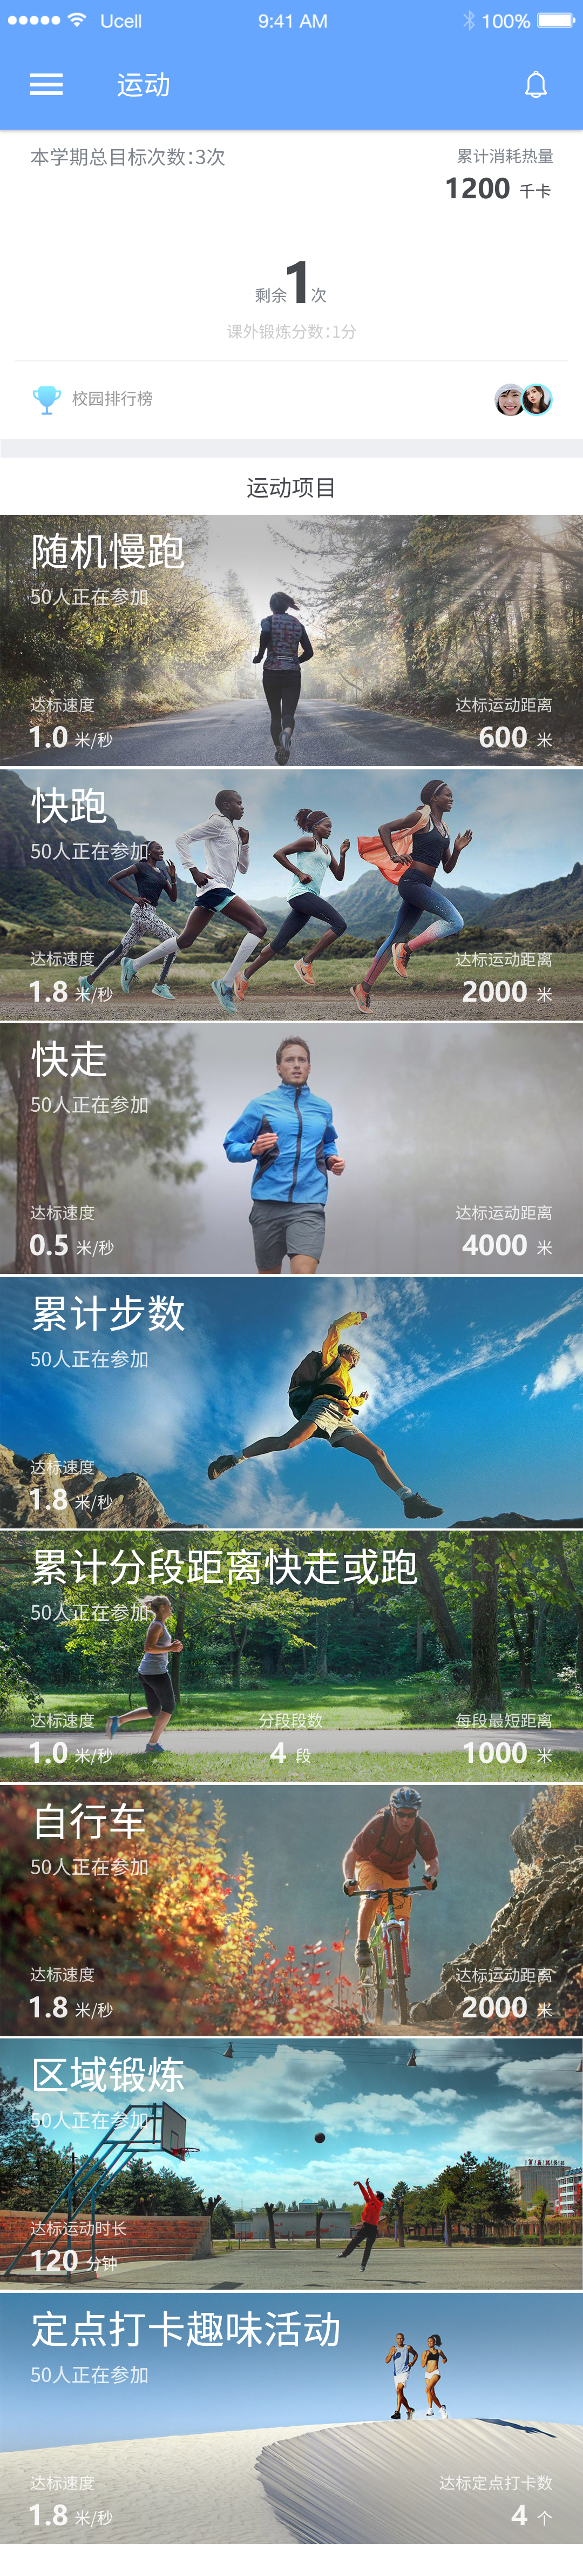 Ucell 9:41 AM 100%
运动
本学期总目标次数:3次
累计消耗热量
1200 千卡
剩余1次
课外锻炼分数:1分
校园排行榜
运动项目
随机慢跑
50人正在参加
达标速度 达标运动距离
1.0 米/秒 600 米
快跑
50人正在参加
达标速度 达标运动距离
1.8 米/秒 2000 米
快走
50人正在参加
达标速度 达标运动距离
0.5 米/秒 4000 米
累计步数
50人正在参加
达标速度
1.8 米/秒
累计分段距离快走或跑
50人正在参加
达标速度 分段段数 每段最短距离
1.0 米/秒 4 段 1000 米
自行车
50人正在参加
达标速度 达标运动距离
1.8 米/秒 2000 米
区域锻炼
50人正在参加
达标运动时长
120 分钟
定点打卡趣味活动
50人正在参加
达标速度 达标定点打卡数
1.8 米/秒 4 个